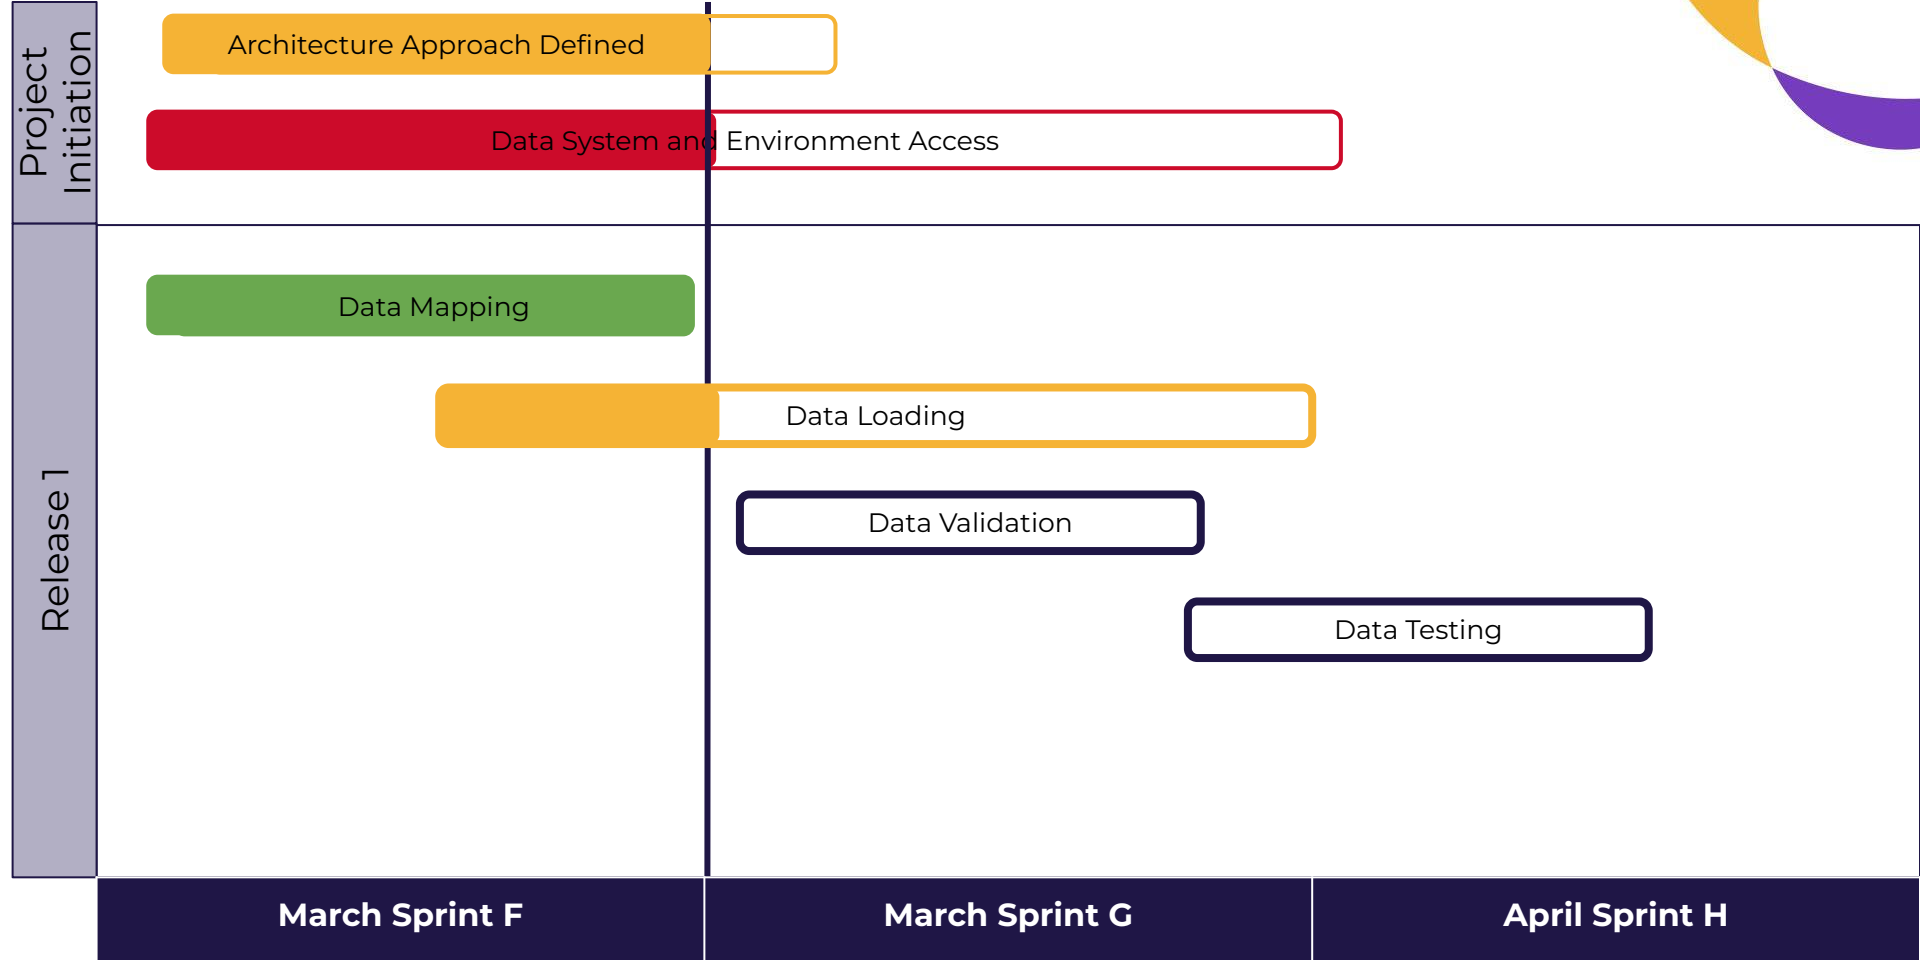 Project
Initiation
Architecture Approach Defined
Data System and Environment Access
Release 1
Data Mapping
Data Loading
Data Validation
Data Testing
March Sprint F
March Sprint G
April Sprint H